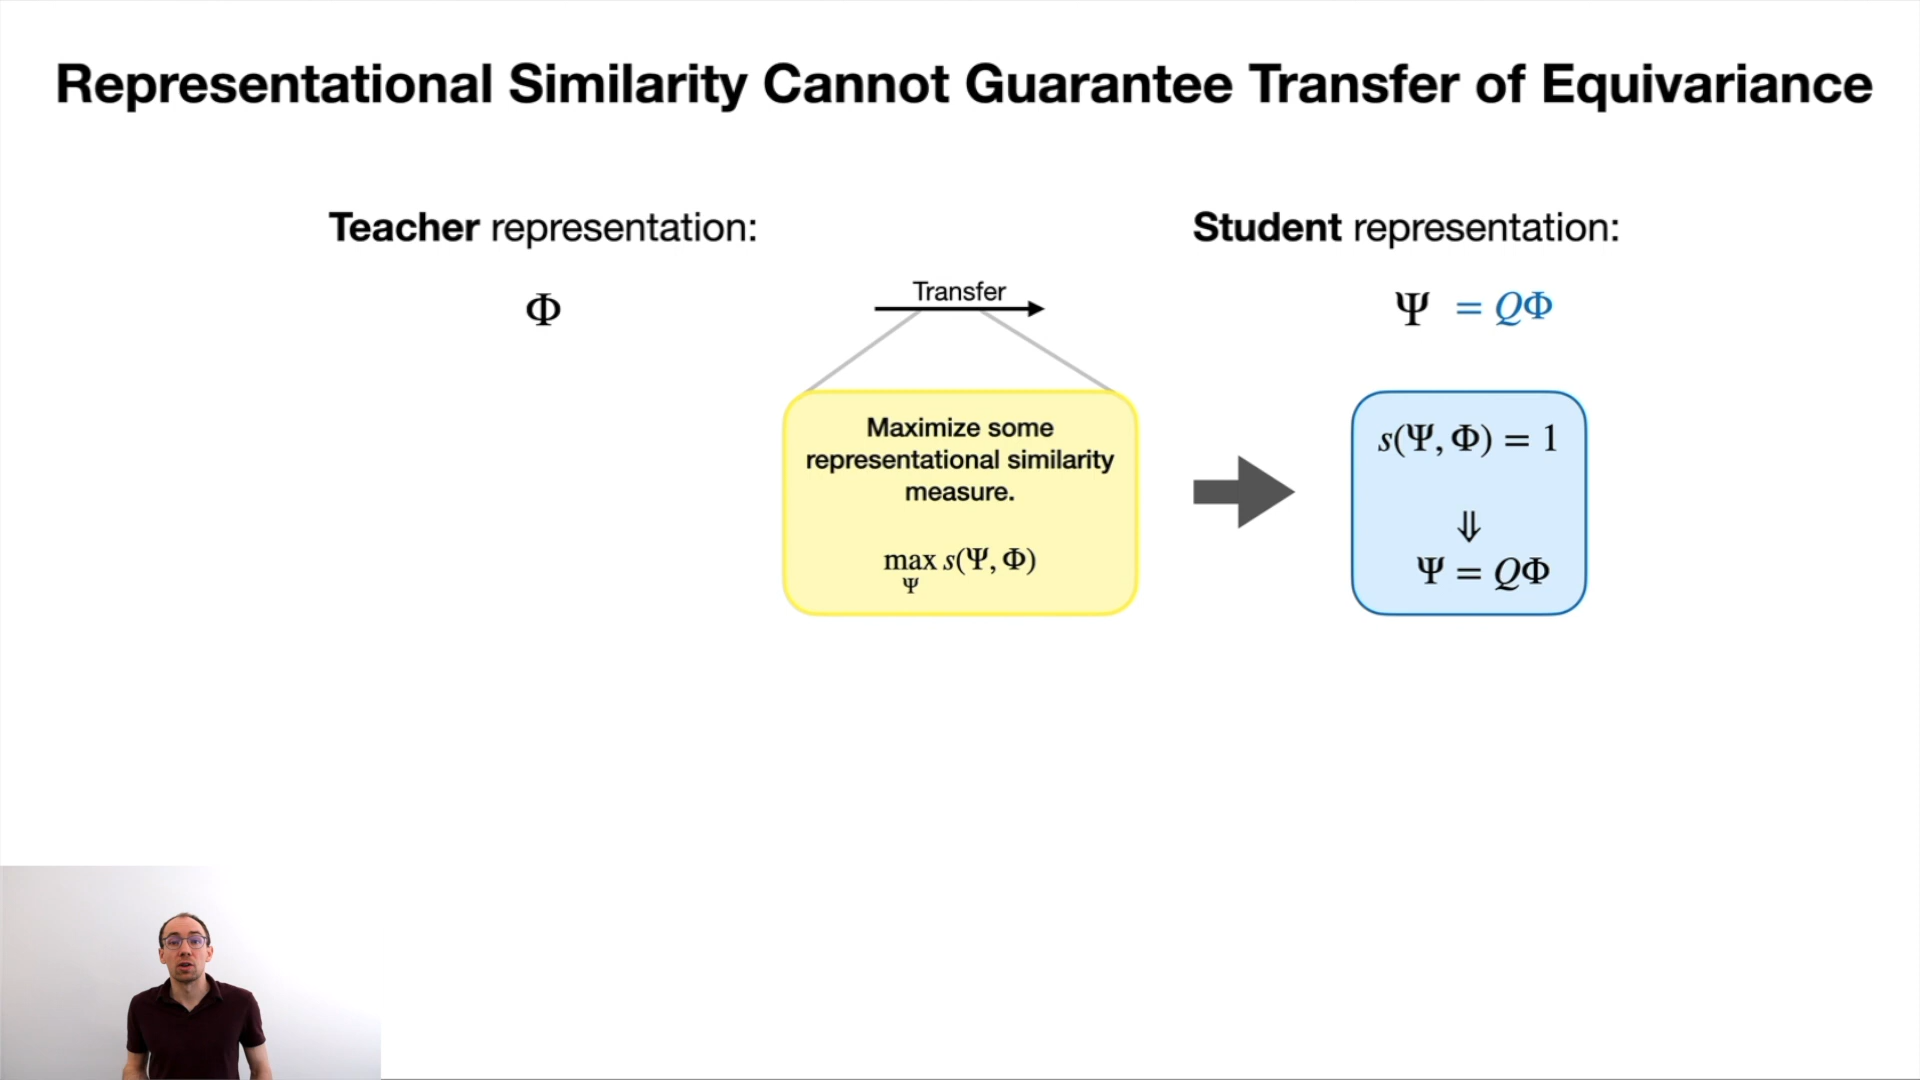 Representational Similarity Cannot Guarantee Transfer of Equivariance
Teacher representation:
Φ
Transfer
Student representation:
Ψ = QΦ
Maximize some
representational similarity
measure.
max s(Ψ, Φ)
Ψ
s(Ψ, Φ) = 1
⇓
Ψ = QΦ